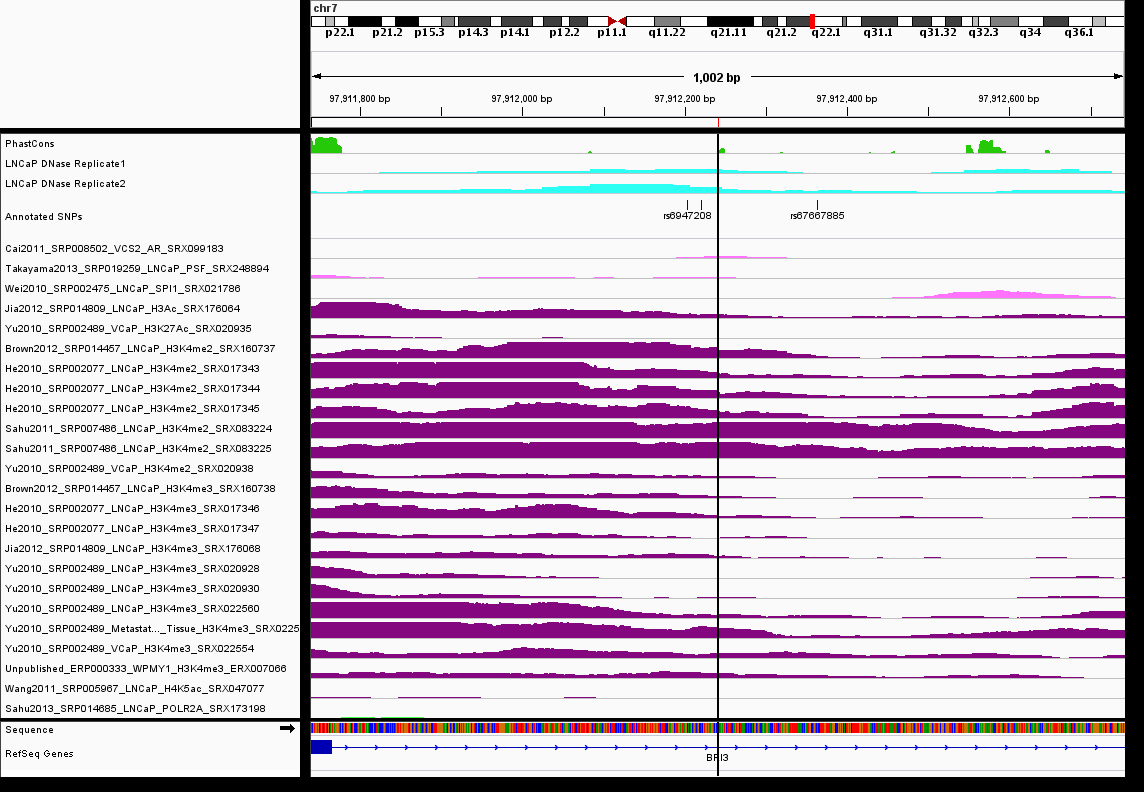 chr7
p22.1 p21.2 p15.3 p14.3 p14.1 p12.2 p11.1 q11.22 q21.11 q21.2 q22.1 q31.1 q31.32 q32.3 q34 q36.1
1,002 bp
97,911,800 bp 97,912,000 bp 97,912,200 bp 97,912,400 bp 97,912,600 bp
PhastCons
LNCaP DNase Replicate1
LNCaP DNase Replicate2
Annotated SNPs
rs6947208 rs67667885
Cai2011_SRP008502_VCS2_AR_SRX099183
Takayama2013_SRP019259_LNCaP_PSF_SRX248894
Wei2010_SRP002475_LNCaP_SPI1_SRX021786
Jia2012_SRP014809_LNCaP_H3Ac_SRX176064
Yu2010_SRP002489_VCaP_H3K27Ac_SRX020935
Brown2012_SRP014457_LNCaP_H3K4me2_SRX160737
He2010_SRP002077_LNCaP_H3K4me2_SRX017343
He2010_SRP002077_LNCaP_H3K4me2_SRX017344
He2010_SRP002077_LNCaP_H3K4me2_SRX017345
Sahu2011_SRP007486_LNCaP_H3K4me2_SRX083224
Sahu2011_SRP007486_LNCaP_H3K4me2_SRX083225
Yu2010_SRP002489_VCaP_H3K4me2_SRX020938
Brown2012_SRP014457_LNCaP_H3K4me3_SRX160738
He2010_SRP002077_LNCaP_H3K4me3_SRX017346
He2010_SRP002077_LNCaP_H3K4me3_SRX017347
Jia2012_SRP014809_LNCaP_H3K4me3_SRX176068
Yu2010_SRP002489_LNCaP_H3K4me3_SRX020928
Yu2010_SRP002489_LNCaP_H3K4me3_SRX020930
Yu2010_SRP002489_LNCaP_H3K4me3_SRX022560
Yu2010_SRP002489_Metastat..._Tissue_H3K4me3_SRX0225
Yu2010_SRP002489_VCaP_H3K4me3_SRX022554
Unpublished_ERP000333_WPMY1_H3K4me3_ERX007066
Wang2011_SRP005967_LNCaP_H4K5ac_SRX047077
Sahu2013_SRP014685_LNCaP_POLR2A_SRX173198
Sequence
RefSeq Genes
BRI3